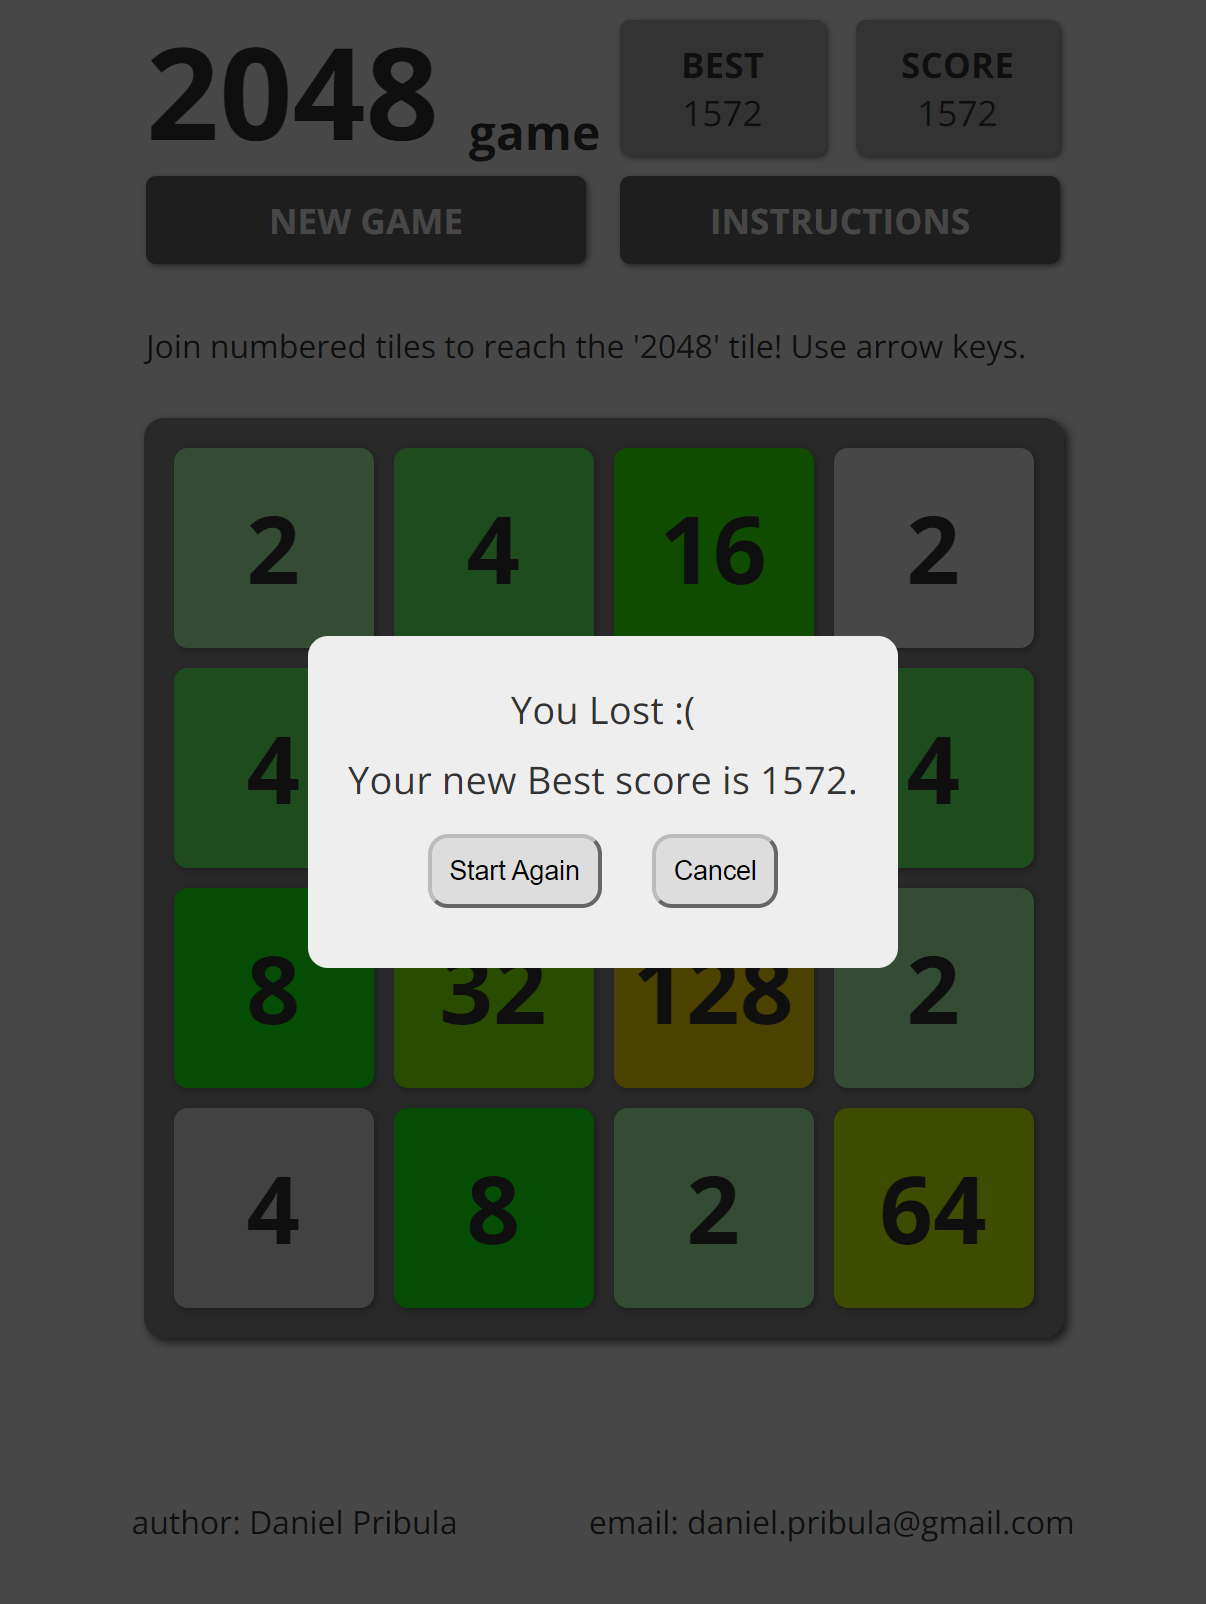 2048 game
BEST
1572
SCORE
1572
NEW GAME
INSTRUCTIONS
Join numbered tiles to reach the '2048' tile! Use arrow keys.
2 4 16 2
4 4
You Lost :(
Your new Best score is 1572.
Start Again
Cancel
8 32 128 2
4 8 2 64
author: Daniel Pribula
email: daniel.pribula@gmail.com